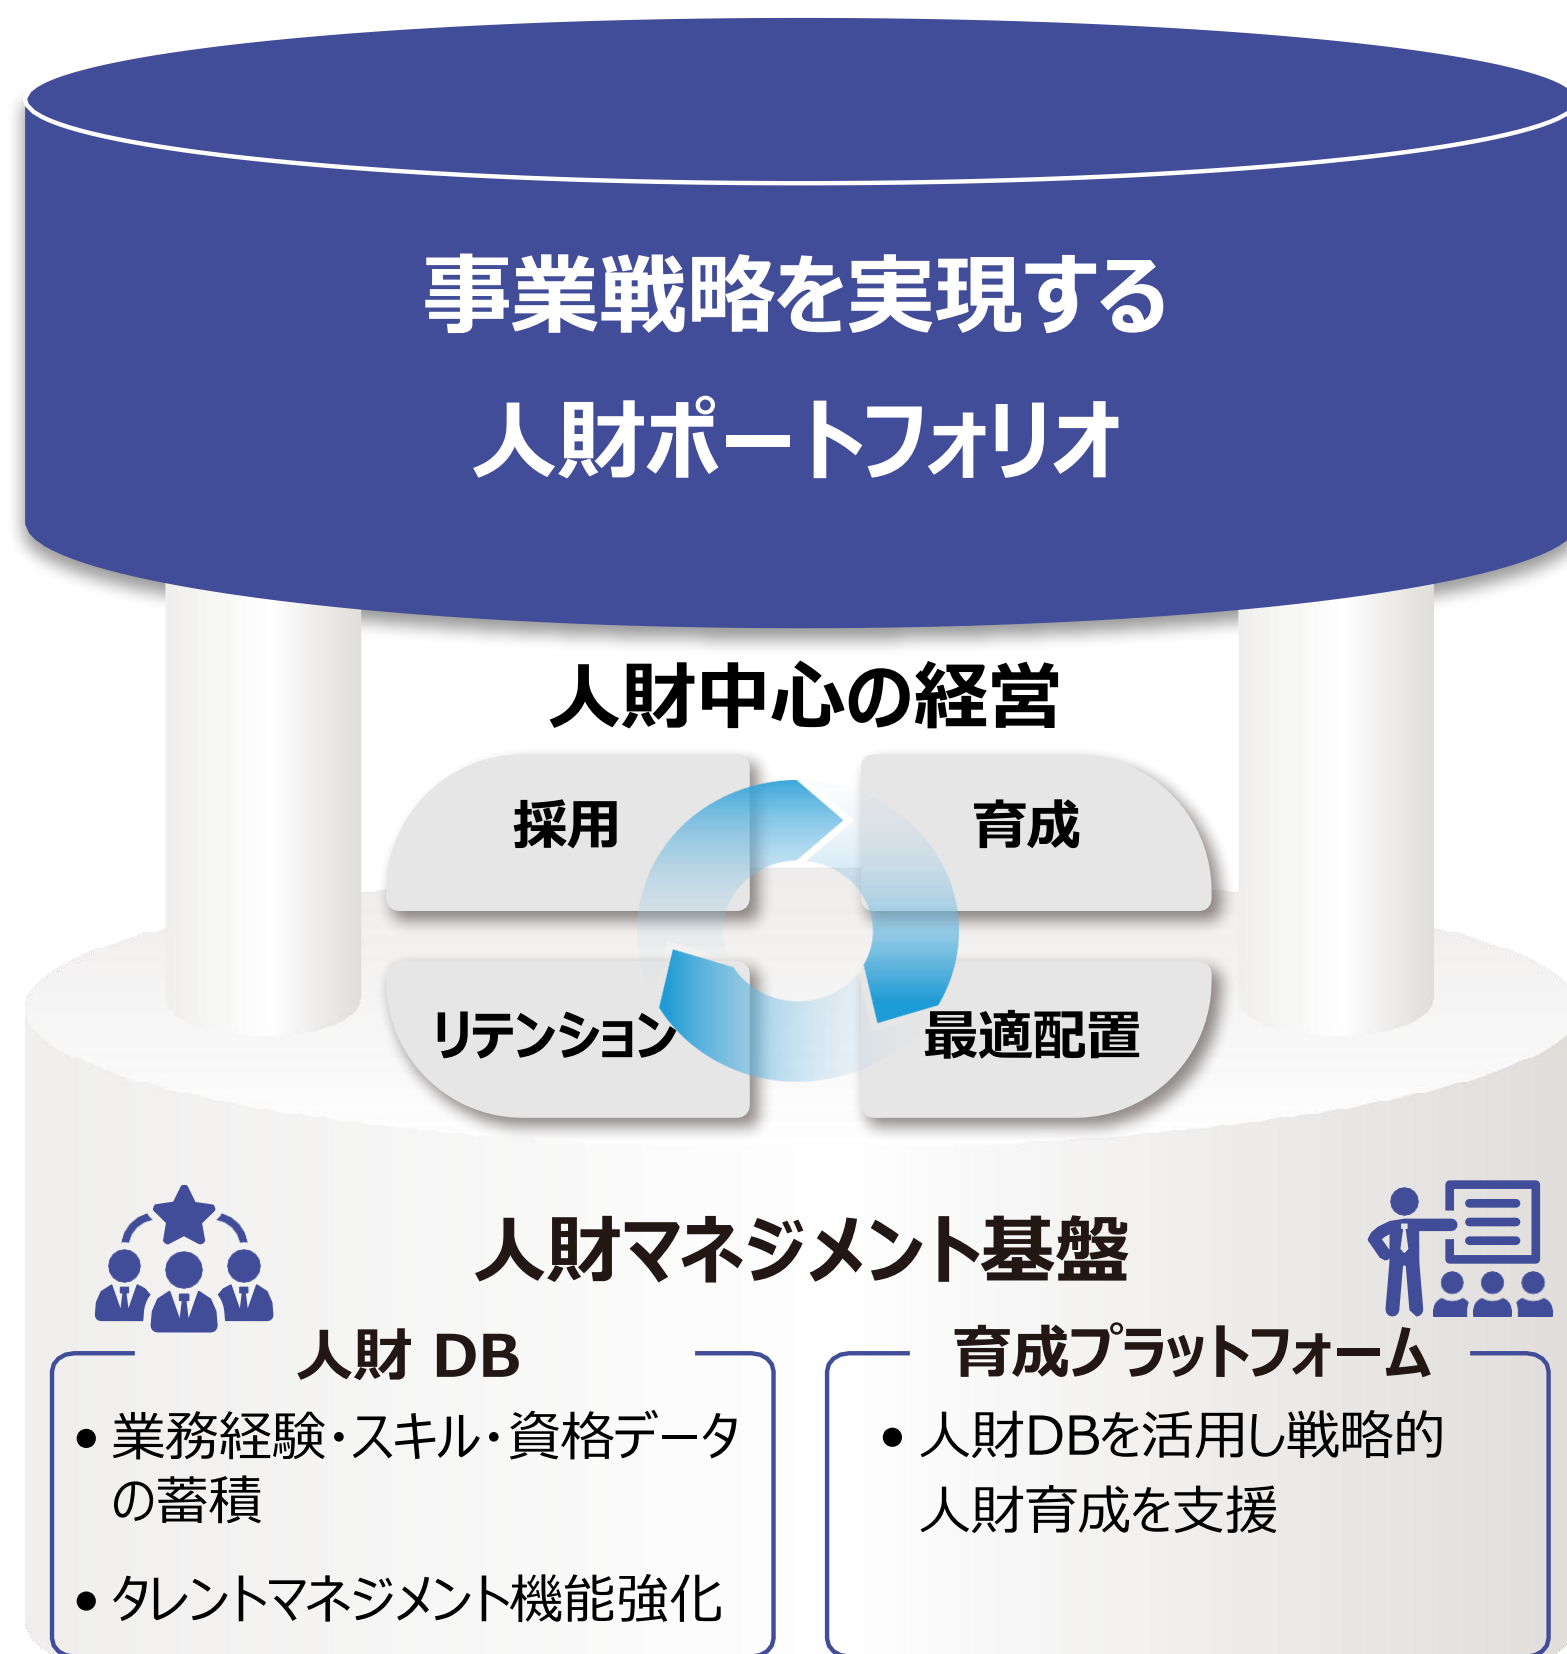 事業戦略を実現する
人財ポートフォリオ
人財中心の経営
採用
育成
リテンション
最適配置
人財マネジメント基盤
人財 DB
• 業務経験・スキル・資格データ
の蓄積
• タレントマネジメント機能強化
育成プラットフォーム
• 人財DBを活用し戦略的
人財育成を支援